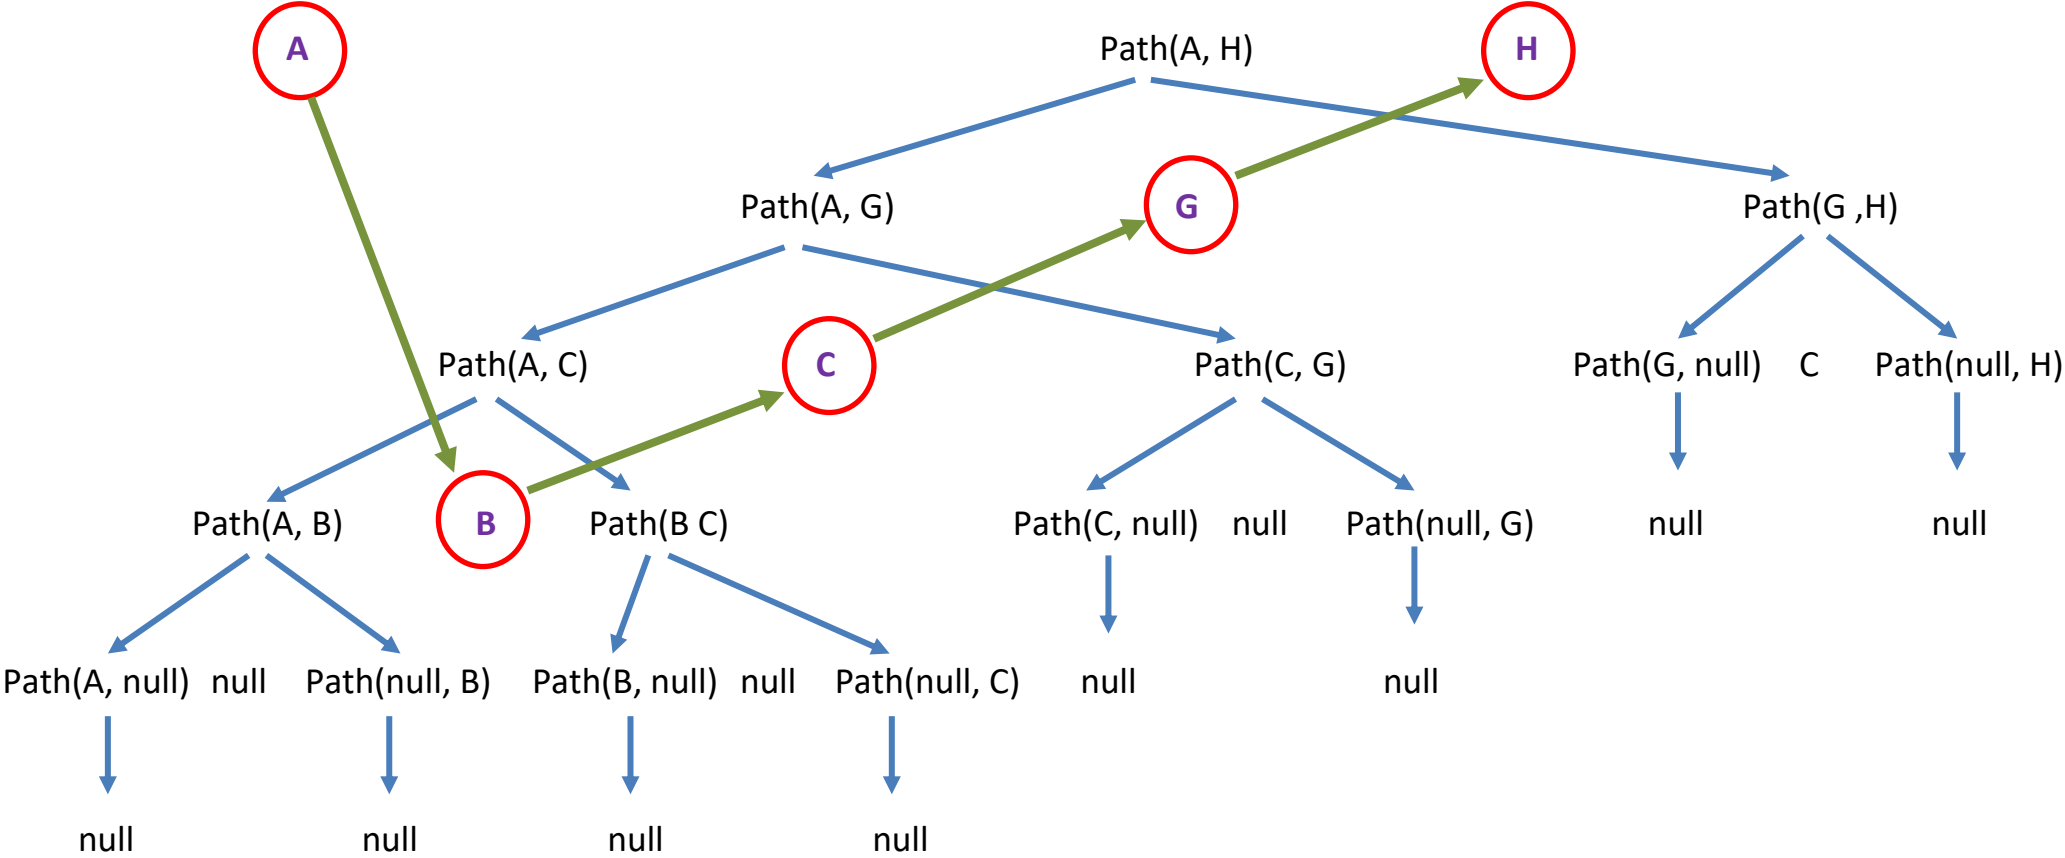 A Path(A, H) H
Path(A, G) G Path(G ,H)
Path(A, C) C Path(C, G) Path(G, null) C Path(null, H)
Path(A, B) B Path(B C) Path(C, null) null Path(null, G) null null
Path(A, null) null Path(null, B) Path(B, null) null Path(null, C) null null
null null null null